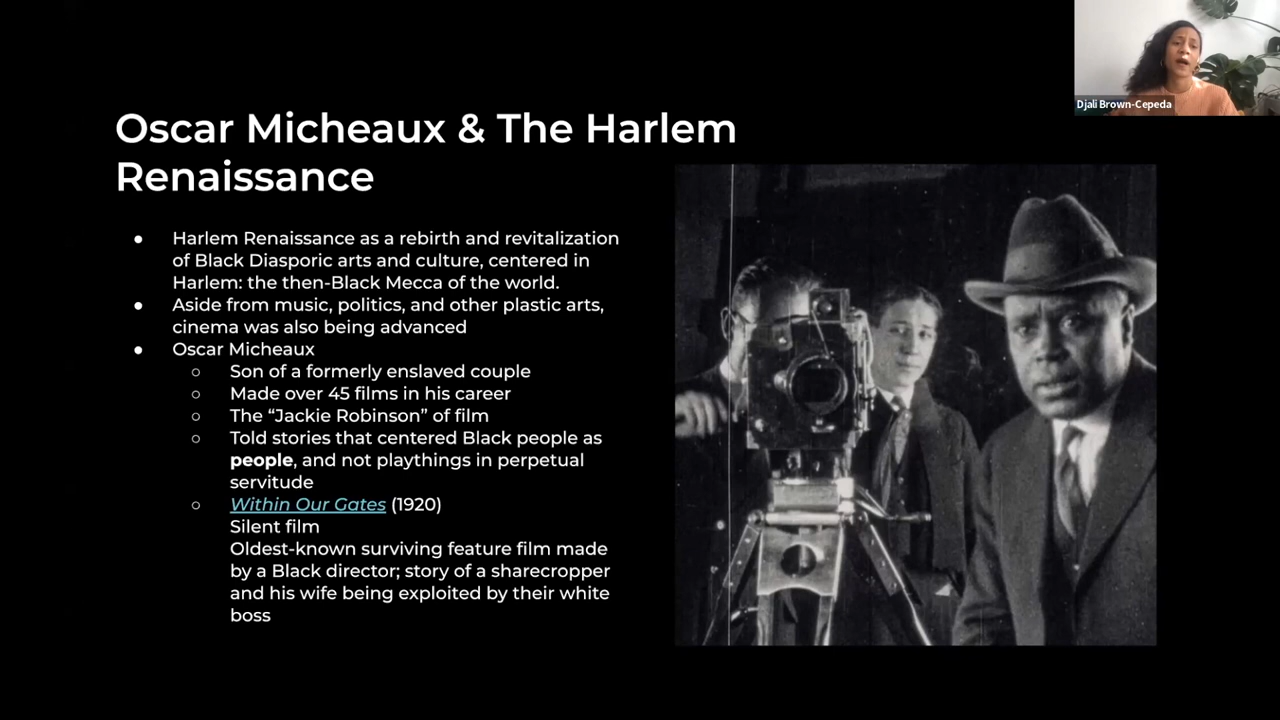 Djali Brown-Cepeda
Oscar Micheaux & The Harlem
Renaissance
● Harlem Renaissance as a rebirth and revitalization
of Black Diasporic arts and culture, centered in
Harlem: the then-Black Mecca of the world.
● Aside from music, politics, and other plastic arts,
cinema was also being advanced
● Oscar Micheaux
○ Son of a formerly enslaved couple
○ Made over 45 films in his career
○ The “Jackie Robinson” of film
○ Told stories that centered Black people as
people, and not playthings in perpetual
servitude
○ Within Our Gates (1920)
Silent film
Oldest-known surviving feature film made
by a Black director; story of a sharecropper
and his wife being exploited by their white
boss